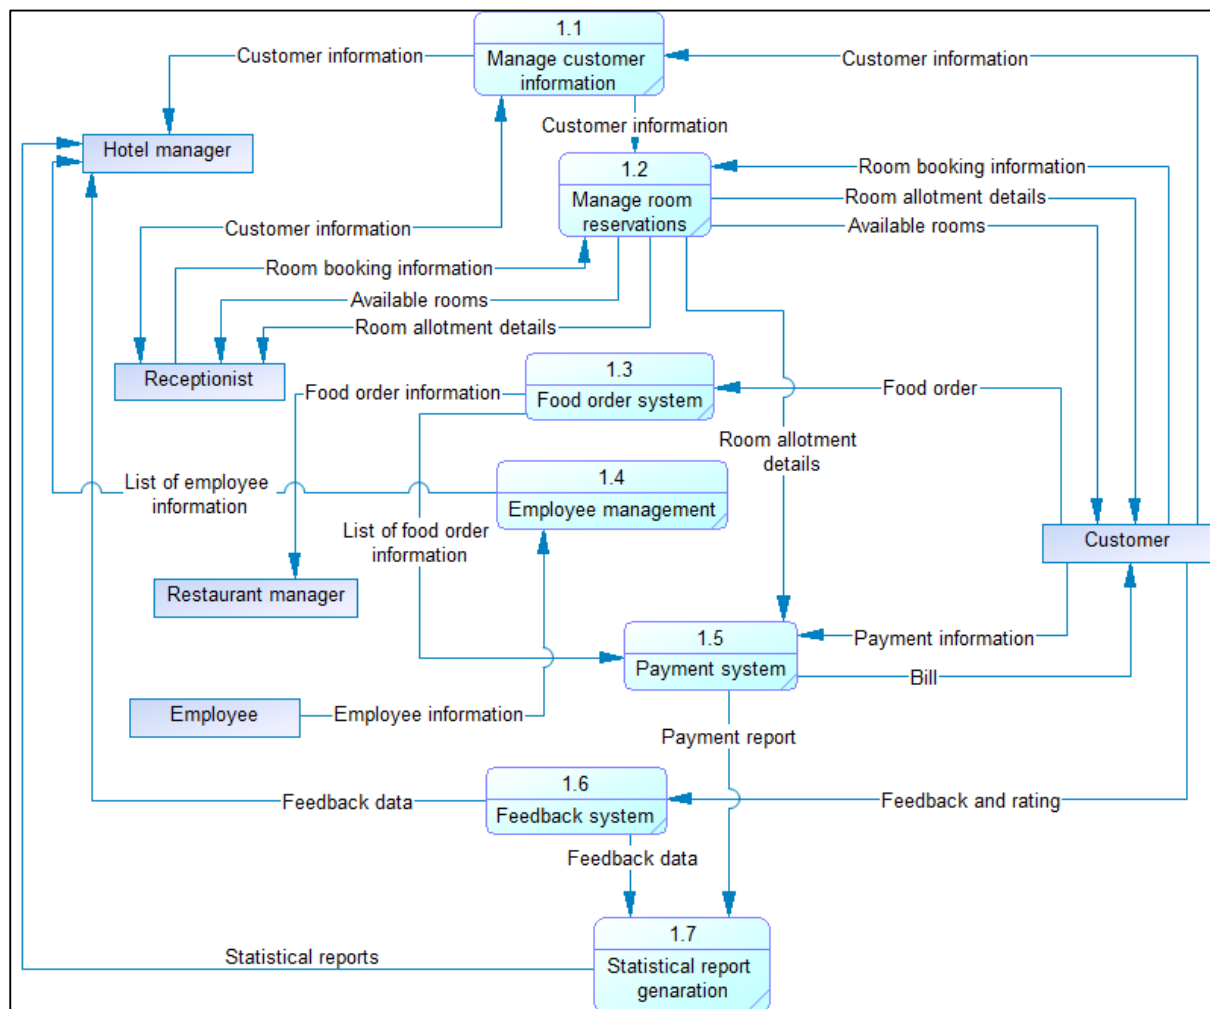 1.1
Customer information
Manage customer
information
Customer information
Customer information
Hotel manager
1.2
Room booking information
Manage room
reservations
Room allotment details
Customer information
Available rooms
Room booking information
Available rooms
Room allotment details
Receptionist
1.3
Food order information
Food order system
Food order
Room allotment
details
1.4
List of employee
information
Employee management
List of food order
information
Customer
Restaurant manager
1.5
Payment information
Payment system
Bill
Employee
Employee information
Payment report
1.6
Feedback data
Feedback system
Feedback and rating
Feedback data
1.7
Statistical reports
Statistical report
genaration